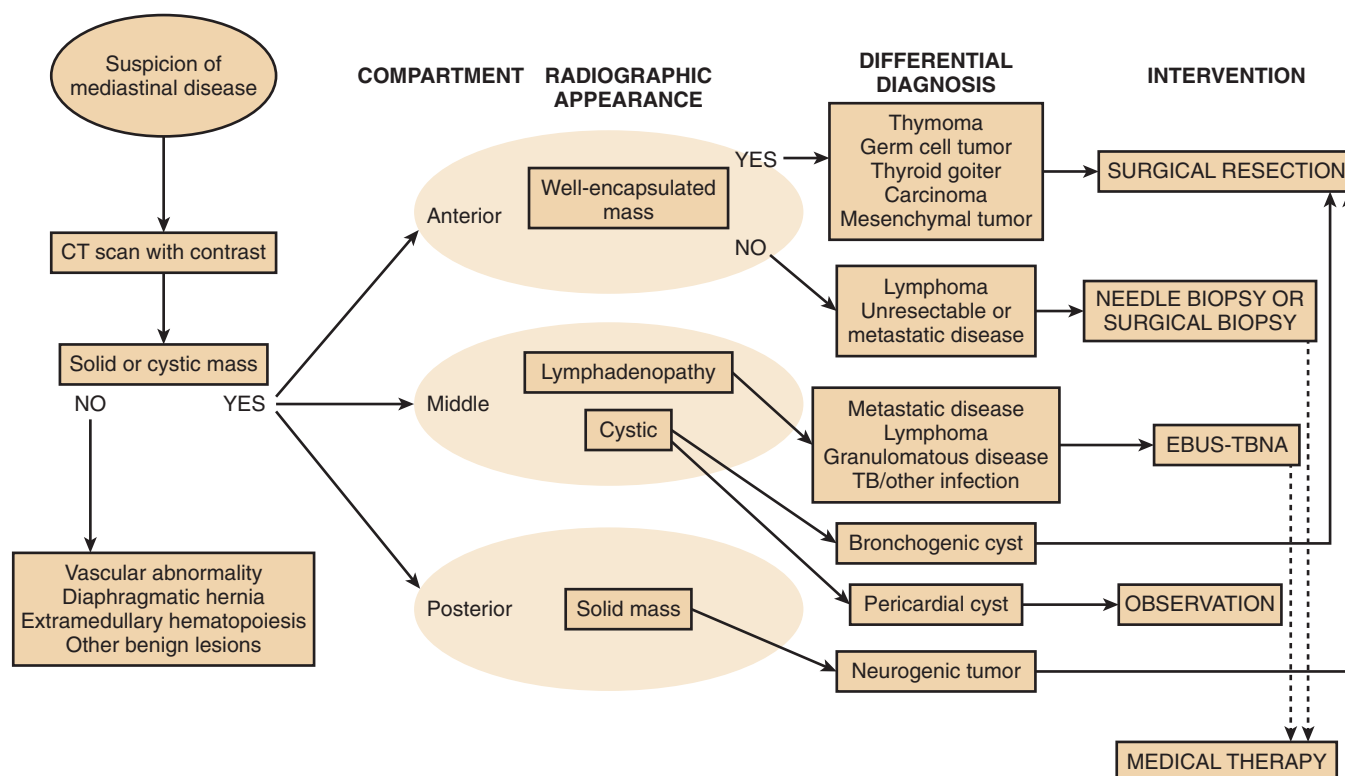 Suspicion of
mediastinal disease
CT scan with contrast
Solid or cystic mass
NO
YES
Vascular abnormality
Diaphragmatic hernia
Extramedullary hematopoiesis
Other benign lesions
COMPARTMENT
RADIOGRAPHIC
APPEARANCE
DIFFERENTIAL
DIAGNOSIS
INTERVENTION
Anterior
Well-encapsulated
mass
YES
NO
Thymoma
Germ cell tumor
Thyroid goiter
Carcinoma
Mesenchymal tumor
SURGICAL RESECTION
Lymphoma
Unresectable or
metastatic disease
NEEDLE BIOPSY OR
SURGICAL BIOPSY
Middle
Lymphadenopathy
Cystic
Metastatic disease
Lymphoma
Granulomatous disease
TB/other infection
EBUS-TBNA
Bronchogenic cyst
Pericardial cyst
OBSERVATION
Posterior
Solid mass
Neurogenic tumor
MEDICAL THERAPY